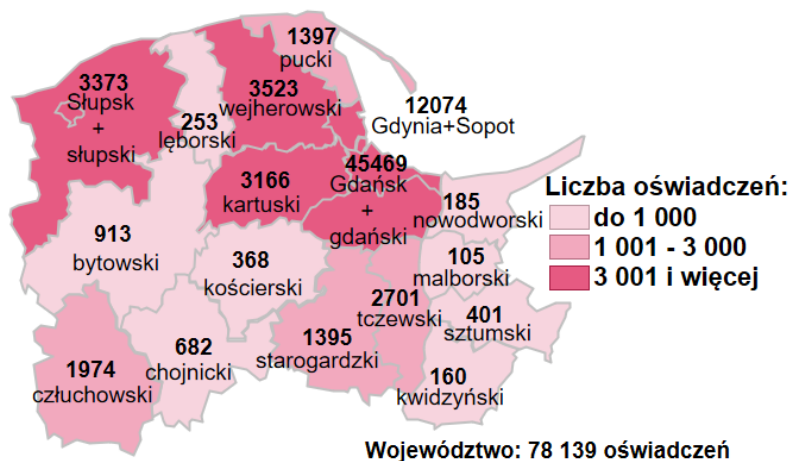 1397
pucki
3373
Słupsk
+
słupski
3523
wejherowski
253
lęborski
12074
Gdynia+Sopot
3166
kartuski
45469
Gdańsk
+
gdański
185
nowodworski
Liczba oświadczeń:
do 1 000
1 001 - 3 000
3 001 i więcej
913
bytowski
368
kościerski
105
malborski
2701
tczewski
401
sztumski
1395
starogardzki
682
chojnicki
1974
człuchowski
160
kwidzyński
Województwo: 78 139 oświadczeń